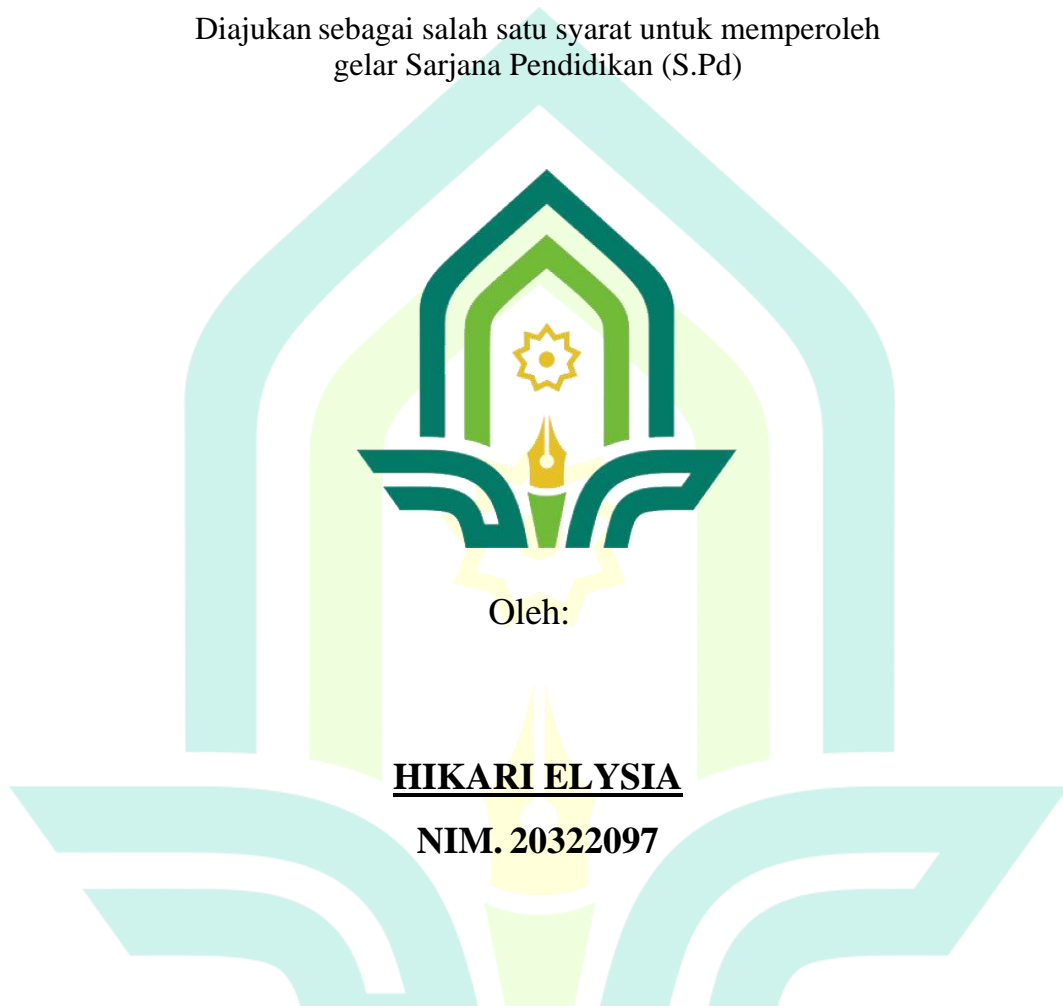 Diajukan sebagai salah satu syarat untuk memperoleh
gelar Sarjana Pendidikan (S.Pd)
Oleh:
HIKARI ELYSIA
NIM. 20322097